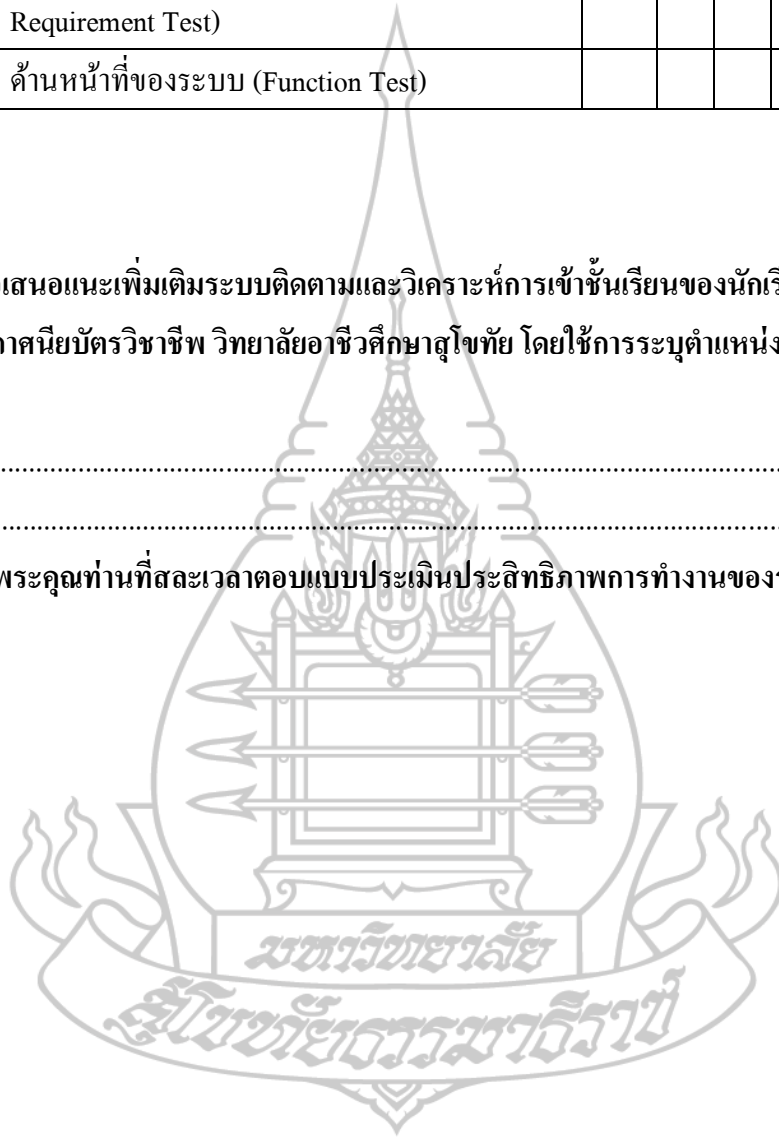 Requirement Test)
ด้านหน้าที่ของระบบ (Function Test)
เสนอแนะเพิ่มเติมระบบติดตามและวิเคราะห์การเข้าชั้นเรียนของนักเรี
าศนียบัตรวิชาชีพ วิทยาลัยอาชีวศึกษาสุโขทัย โดยใช้การระบุตำแหน่ง
พระคุณท่านที่สละเวลาตอบแบบประเมินประสิทธิภาพการทำงานของร
มหาวิทยาลัย
สุโขทัยธรรมาธิราช